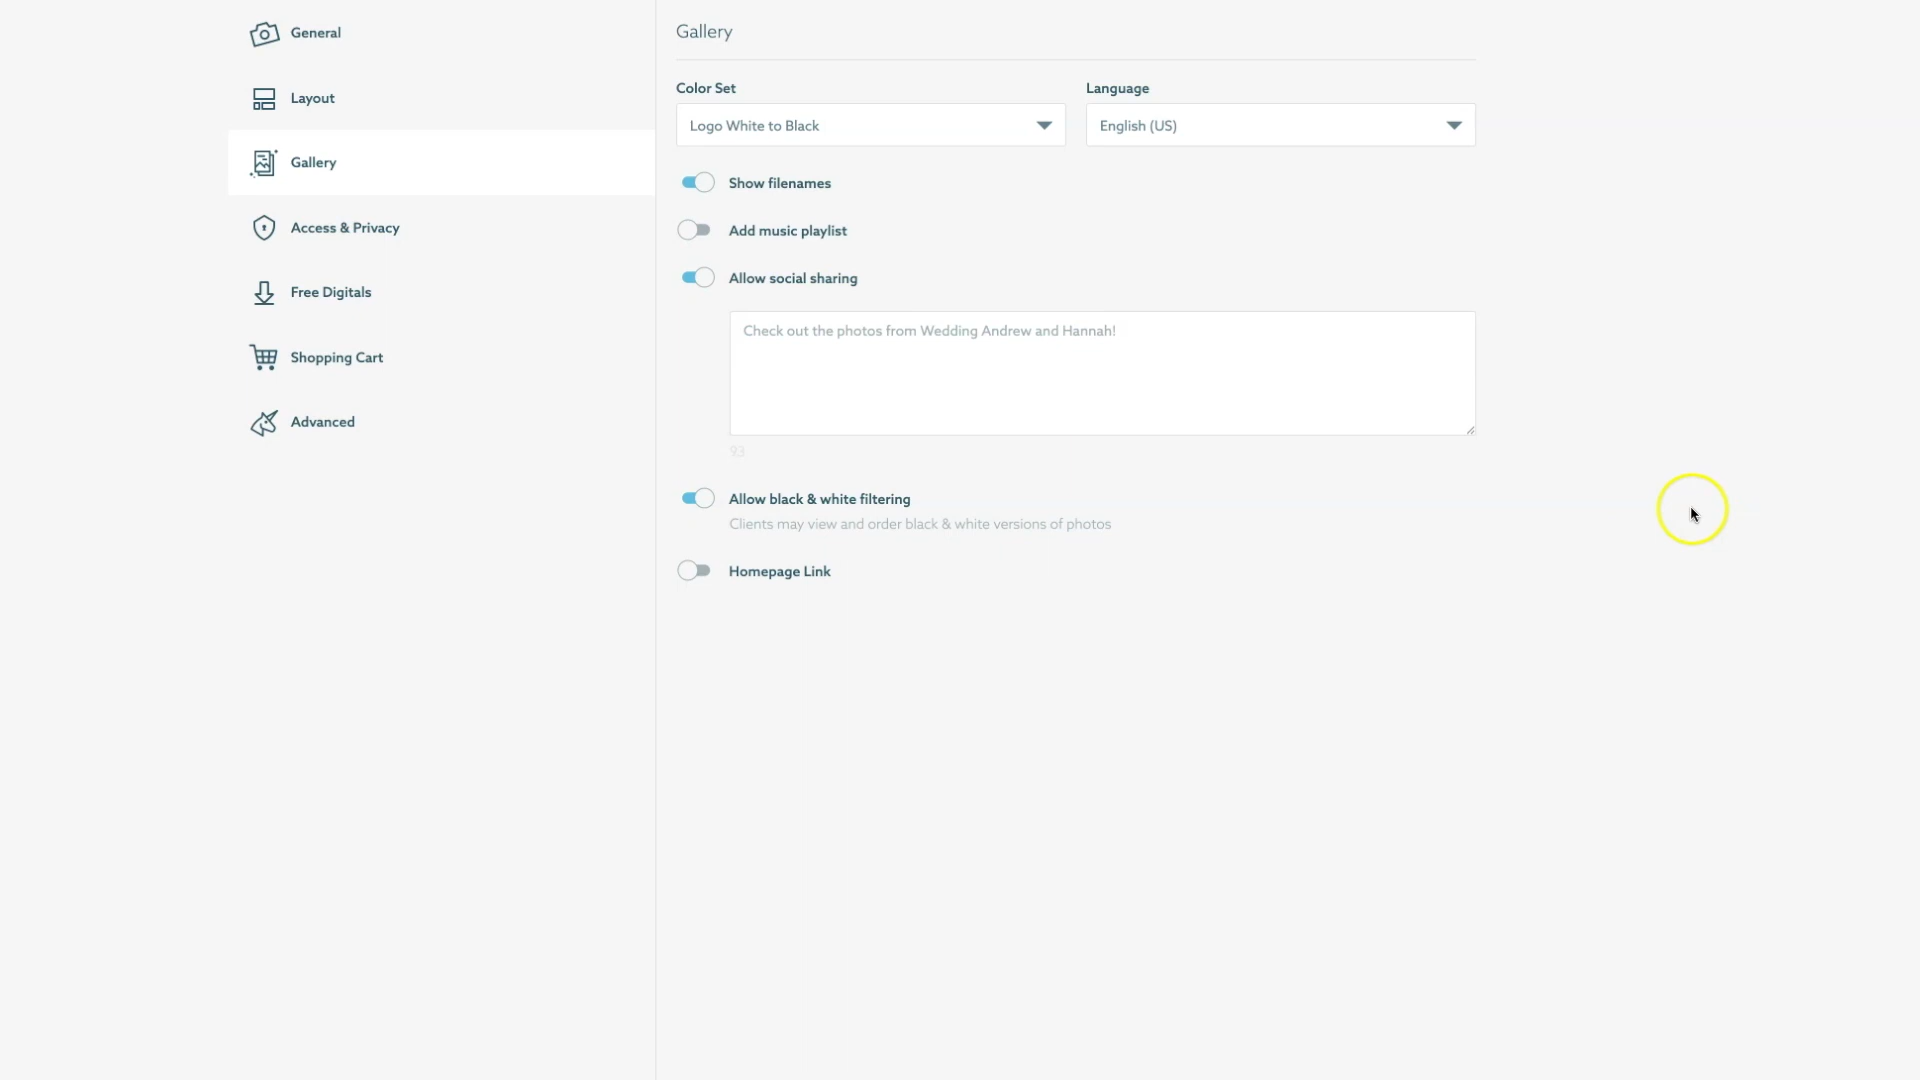 General
Layout
Gallery
Access & Privacy
Free Digitals
Shopping Cart
Advanced
Gallery
Color Set
Language
Logo White to Black
English (US)
Show filenames
Add music playlist
Allow social sharing
Check out the photos from Wedding Andrew and Hannah!
93
Allow black & white filtering
Clients may view and order black & white versions of photos
Homepage Link